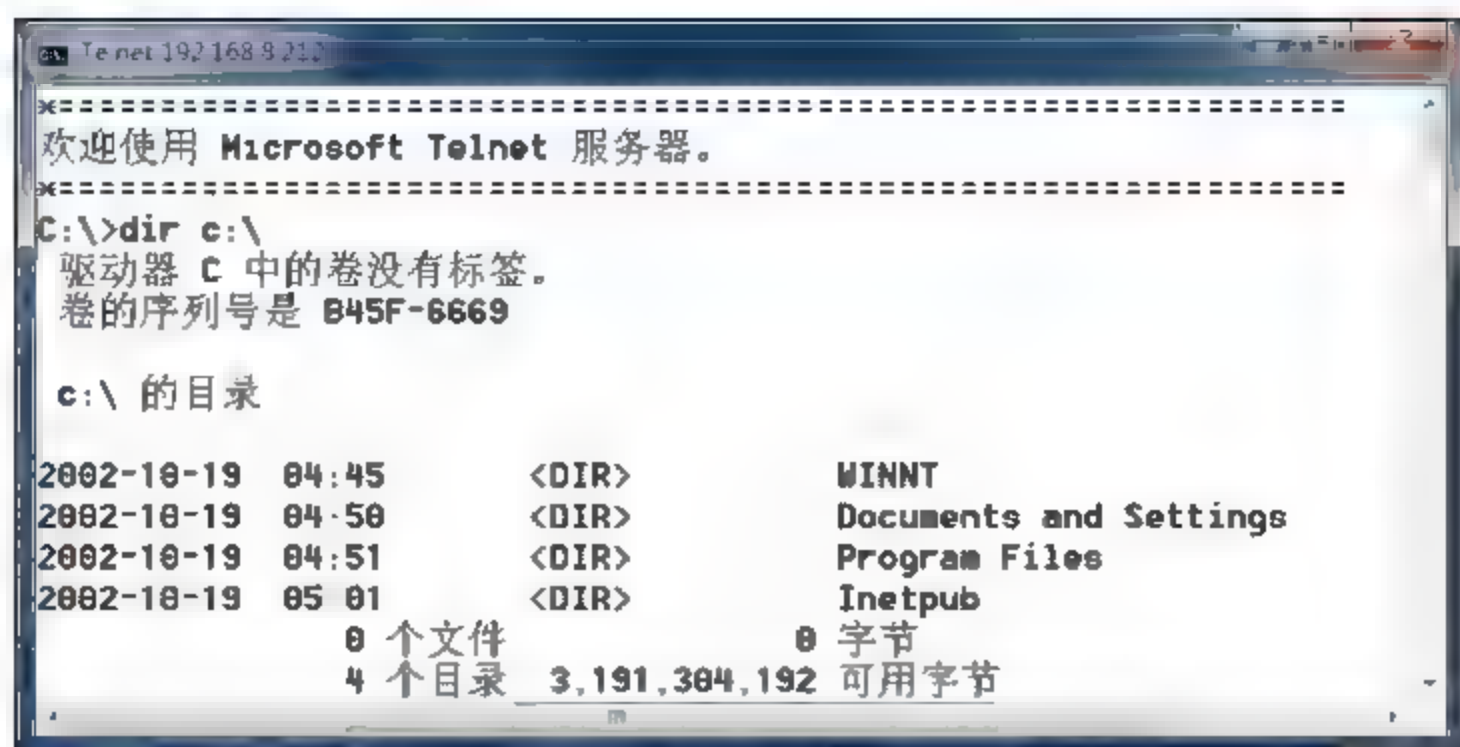 Telnet 192.168.8.212
*===============================================================
欢迎使用 Microsoft Telnet 服务器。
*===============================================================
C:\>dir c:\
驱动器 C 中的卷没有标签。
卷的序列号是 B45F-6669
c:\ 的目录
2002-10-19 04:45 <DIR> WINNT
2002-10-19 04:50 <DIR> Documents and Settings
2002-10-19 04:51 <DIR> Program Files
2002-10-19 05:01 <DIR> Inetpub
0 个文件 0 字节
4 个目录 3,191,304,192 可用字节